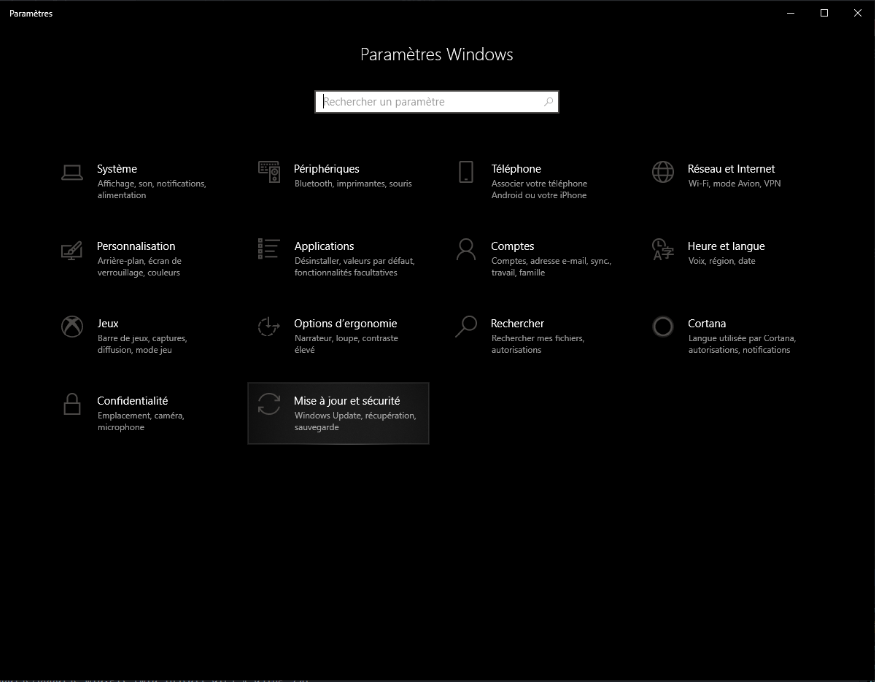 Paramètres
Paramètres Windows
Rechercher un paramètre
Système
Affichage, son, notifications,
alimentation
Périphériques
Bluetooth, imprimantes, souris
Téléphone
Associer votre téléphone
Android ou votre iPhone
Réseau et Internet
Wi-Fi, mode Avion, VPN
Personnalisation
Arrière-plan, écran de
verrouillage, couleurs
Applications
Désinstaller, valeurs par défaut,
fonctionnalités facultatives
Comptes
Comptes, adresse e-mail, sync.,
travail, famille
Heure et langue
Voix, région, date
Jeux
Barre de jeux, captures,
diffusion, mode jeu
Options d'ergonomie
Narrateur, loupe, contraste
élevé
Rechercher
Rechercher mes fichiers,
autorisations
Cortana
Langue utilisée par Cortana,
autorisations, notifications
Confidentialité
Emplacement, caméra,
microphone
Mise à jour et sécurité
Windows Update, récupération,
sauvegarde